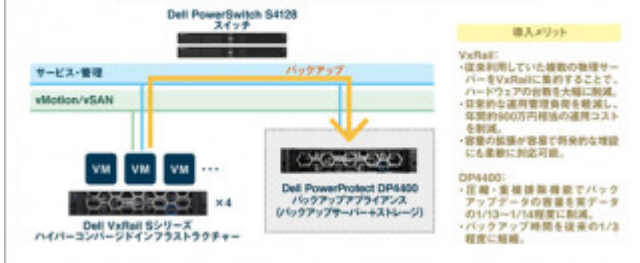 Dell PowerSwitch S4128
スイッチ
サービス・管理
バックアップ
vMotion/vSAN
VM
VM
VM
...
×4
Dell VxRail Sシリーズ
ハイパーコンバージドインフラストラクチャー
Dell PowerProtect DP4400
バックアップアプライアンス
(バックアップサーバー+ストレージ)
導入メリット
VxRail:
・従来利用していた複数の物理サー
バーをVxRailに集約することで、
ハードウェアの台数を大幅に削減。
・日常的な運用管理負荷を軽減し、
年間約900万円相当の運用コスト
を削減。
・容量の拡張が容易で将来的な増設
にも柔軟に対応可能。
DP4400:
・圧縮・重複排除機能でバック
アップデータの容量を実データ
の1/13～1/14程度に削減。
・バックアップ時間を従来の1/3
程度に短縮。